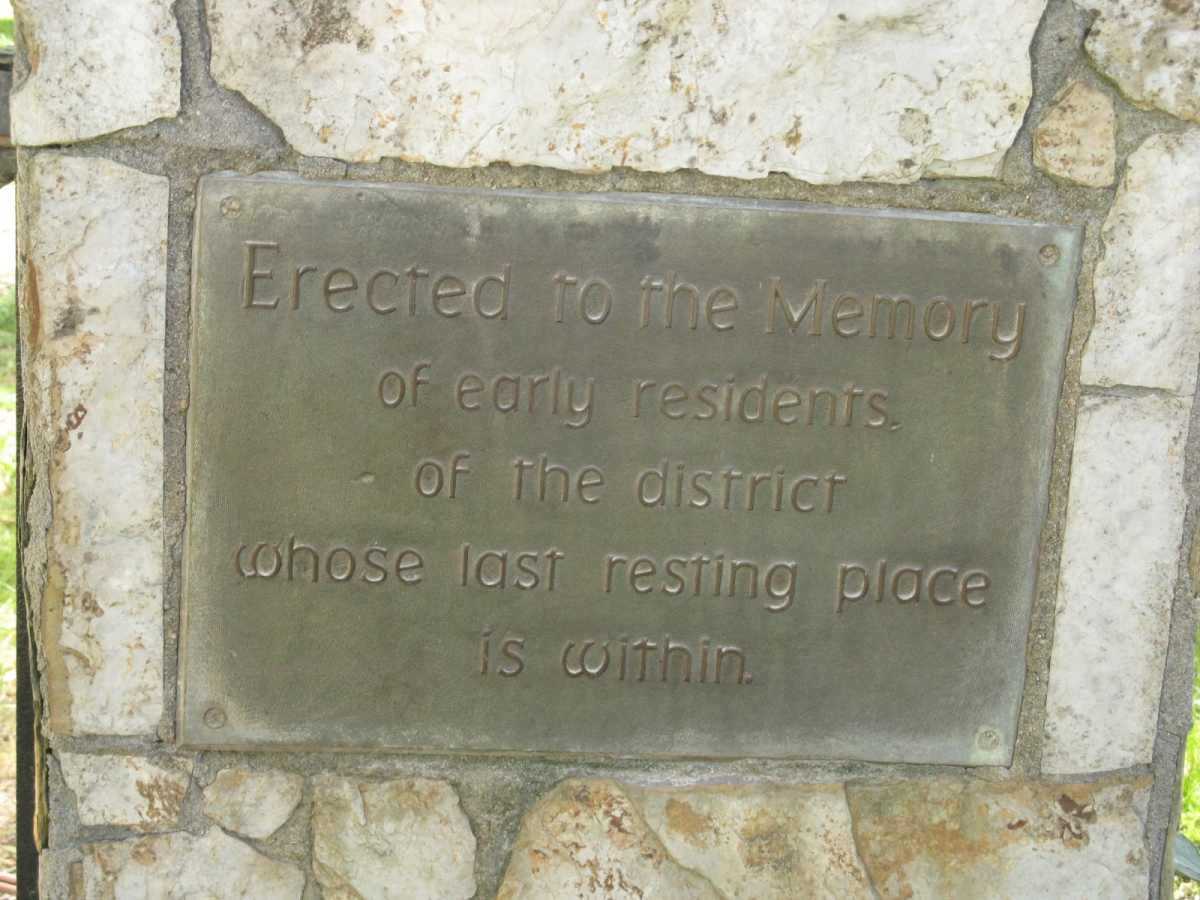 Erected to the Memory
of early residents,
of the district
whose last resting place
is within.